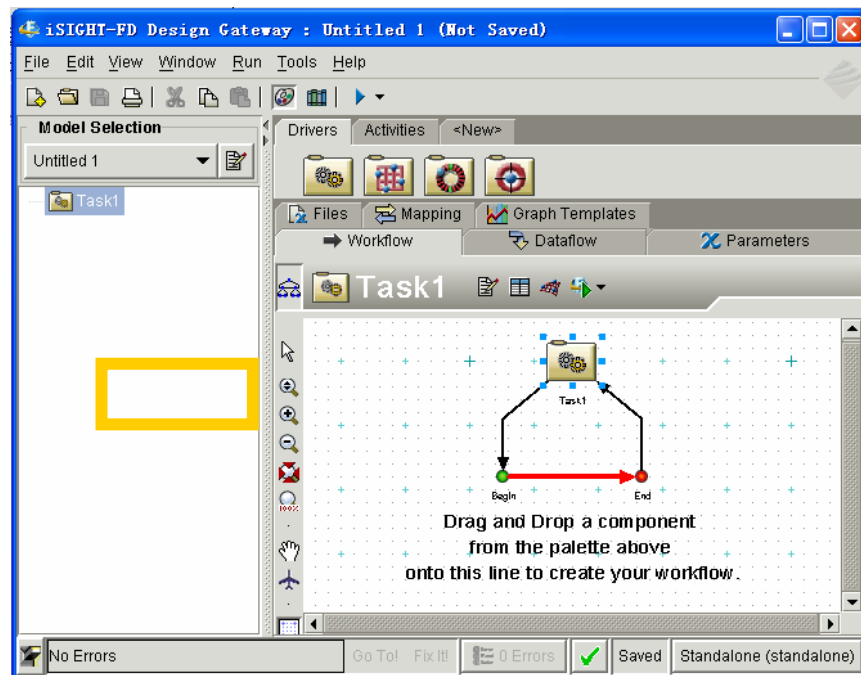 iSIGHT-FD Design Gateway : Untitled 1 (Not Saved)
File Edit View Window Run Tools Help
Model Selection
Untitled 1
Task1
Drivers Activities <New>
Files Mapping Graph Templates
Workflow Dataflow Parameters
Task1
100%
Task1
Begin End
Drag and Drop a component
from the palette above
onto this line to create your workflow.
No Errors Go To! Fix It! 0 Errors Saved Standalone (standalone)